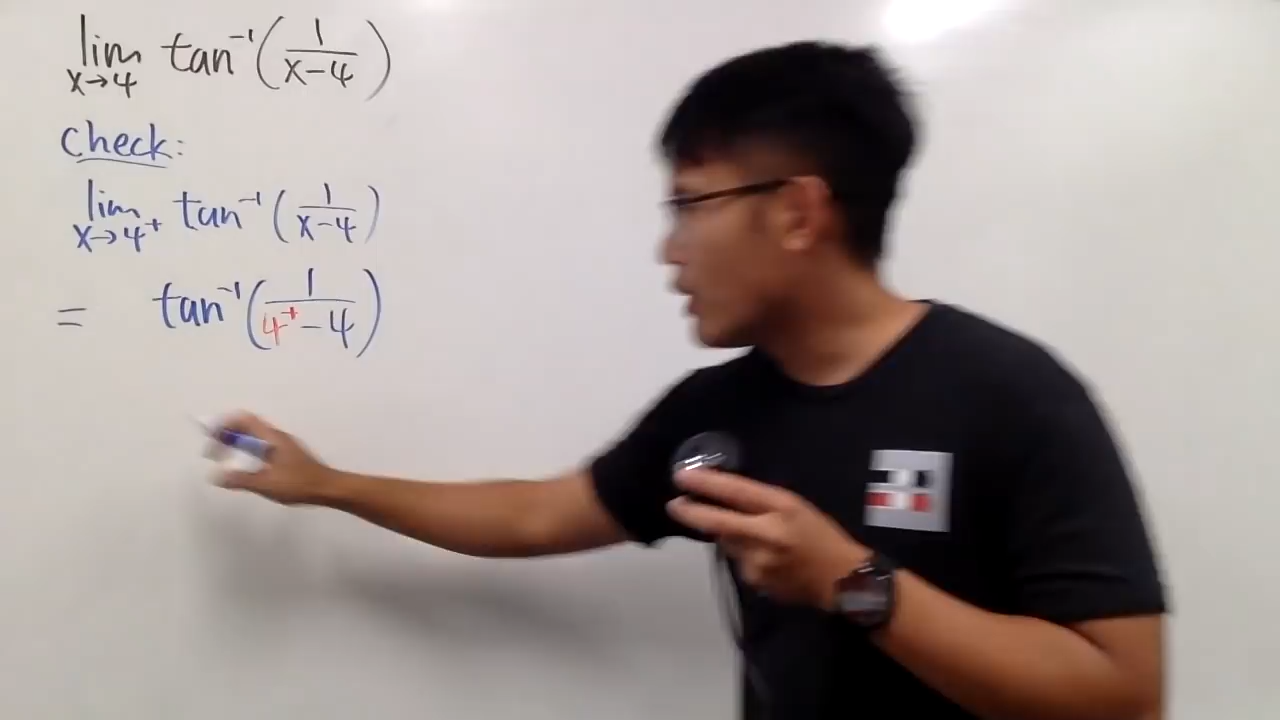 lim x→4 tan⁻¹(1/(x-4))
Check:
lim x→4⁺ tan⁻¹(1/(x-4))
= tan⁻¹(1/(4⁺-4))